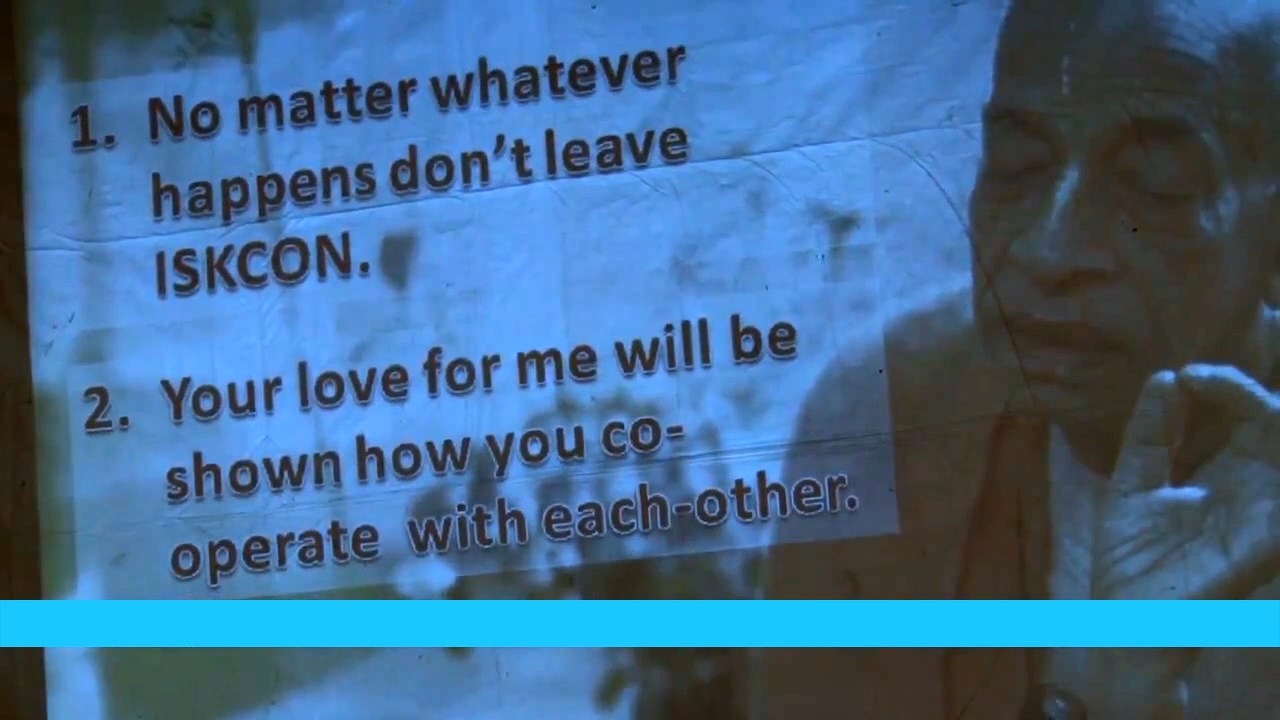 1. No matter whatever
happens don't leave
ISKCON.
2. Your love for me will be
shown how you co-
operate with each-other.